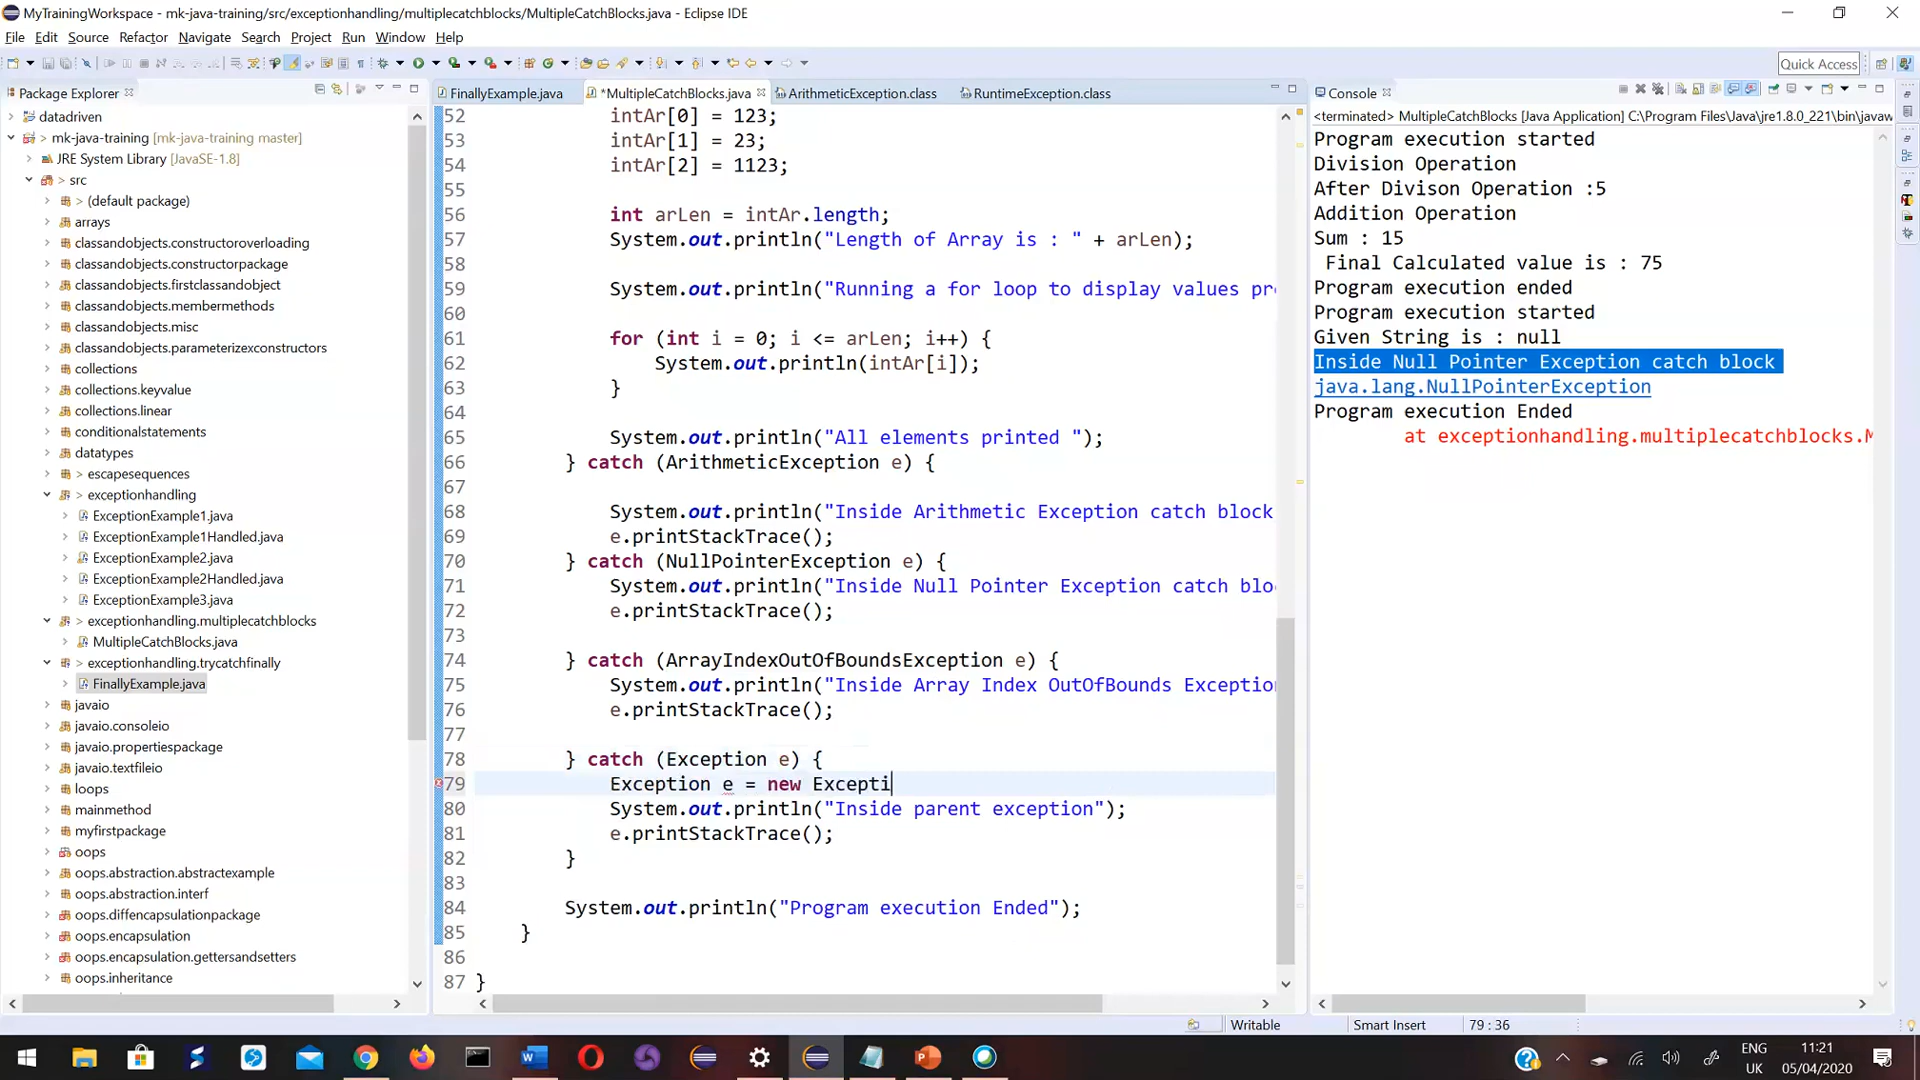 MyTrainingWorkspace - mk-java-training/src/exceptionhandling/multiplecatchblocks/MultipleCatchBlocks.java - Eclipse IDE
File Edit Source Refactor Navigate Search Project Run Window Help
Quick Access
Package Explorer
datadriven
> mk-java-training [mk-java-training master]
JRE System Library [JavaSE-1.8]
> src
> (default package)
arrays
classandobjects.constructoroverloading
classandobjects.constructorpackage
classandobjects.firstclassandobject
classandobjects.membermethods
classandobjects.misc
classandobjects.parameterizexconstructors
collections
collections.keyvalue
collections.linear
conditionalstatements
datatypes
> escapesequences
> exceptionhandling
ExceptionExample1.java
ExceptionExample1Handled.java
ExceptionExample2.java
ExceptionExample2Handled.java
ExceptionExample3.java
> exceptionhandling.multiplecatchblocks
MultipleCatchBlocks.java
> exceptionhandling.trycatchfinally
FinallyExample.java
javaio
javaio.consoleio
javaio.propertiespackage
javaio.textfileio
loops
mainmethod
myfirstpackage
oops
oops.abstraction.abstractexample
oops.abstraction.interf
oops.diffencapsulationpackage
oops.encapsulation
oops.encapsulation.gettersandsetters
oops.inheritance
FinallyExample.java *MultipleCatchBlocks.java ArithmeticException.class RuntimeException.class
52 intAr[0] = 123;
53 intAr[1] = 23;
54 intAr[2] = 1123;
55
56 int arLen = intAr.length;
57 System.out.println("Length of Array is : " + arLen);
58
59 System.out.println("Running a for loop to display values pr
60
61 for (int i = 0; i <= arLen; i++) {
62 System.out.println(intAr[i]);
63 }
64
65 System.out.println("All elements printed ");
66 } catch (ArithmeticException e) {
67
68 System.out.println("Inside Arithmetic Exception catch block
69 e.printStackTrace();
70 } catch (NullPointerException e) {
71 System.out.println("Inside Null Pointer Exception catch blo
72 e.printStackTrace();
73
74 } catch (ArrayIndexOutOfBoundsException e) {
75 System.out.println("Inside Array Index OutOfBounds Exceptio
76 e.printStackTrace();
77
78 } catch (Exception e) {
79 Exception e = new Excepti
80 System.out.println("Inside parent exception");
81 e.printStackTrace();
82 }
83
84 System.out.println("Program execution Ended");
85 }
86
87 }
Console
<terminated> MultipleCatchBlocks [Java Application] C:\Program Files\Java\jre1.8.0_221\bin\javaw
Program execution started
Division Operation
After Divison Operation :5
Addition Operation
Sum : 15
Final Calculated value is : 75
Program execution ended
Program execution started
Given String is : null
Inside Null Pointer Exception catch block
java.lang.NullPointerException
Program execution Ended
at exceptionhandling.multiplecatchblocks.M
Writable Smart Insert 79 : 36
ENG
UK
11:21
05/04/2020